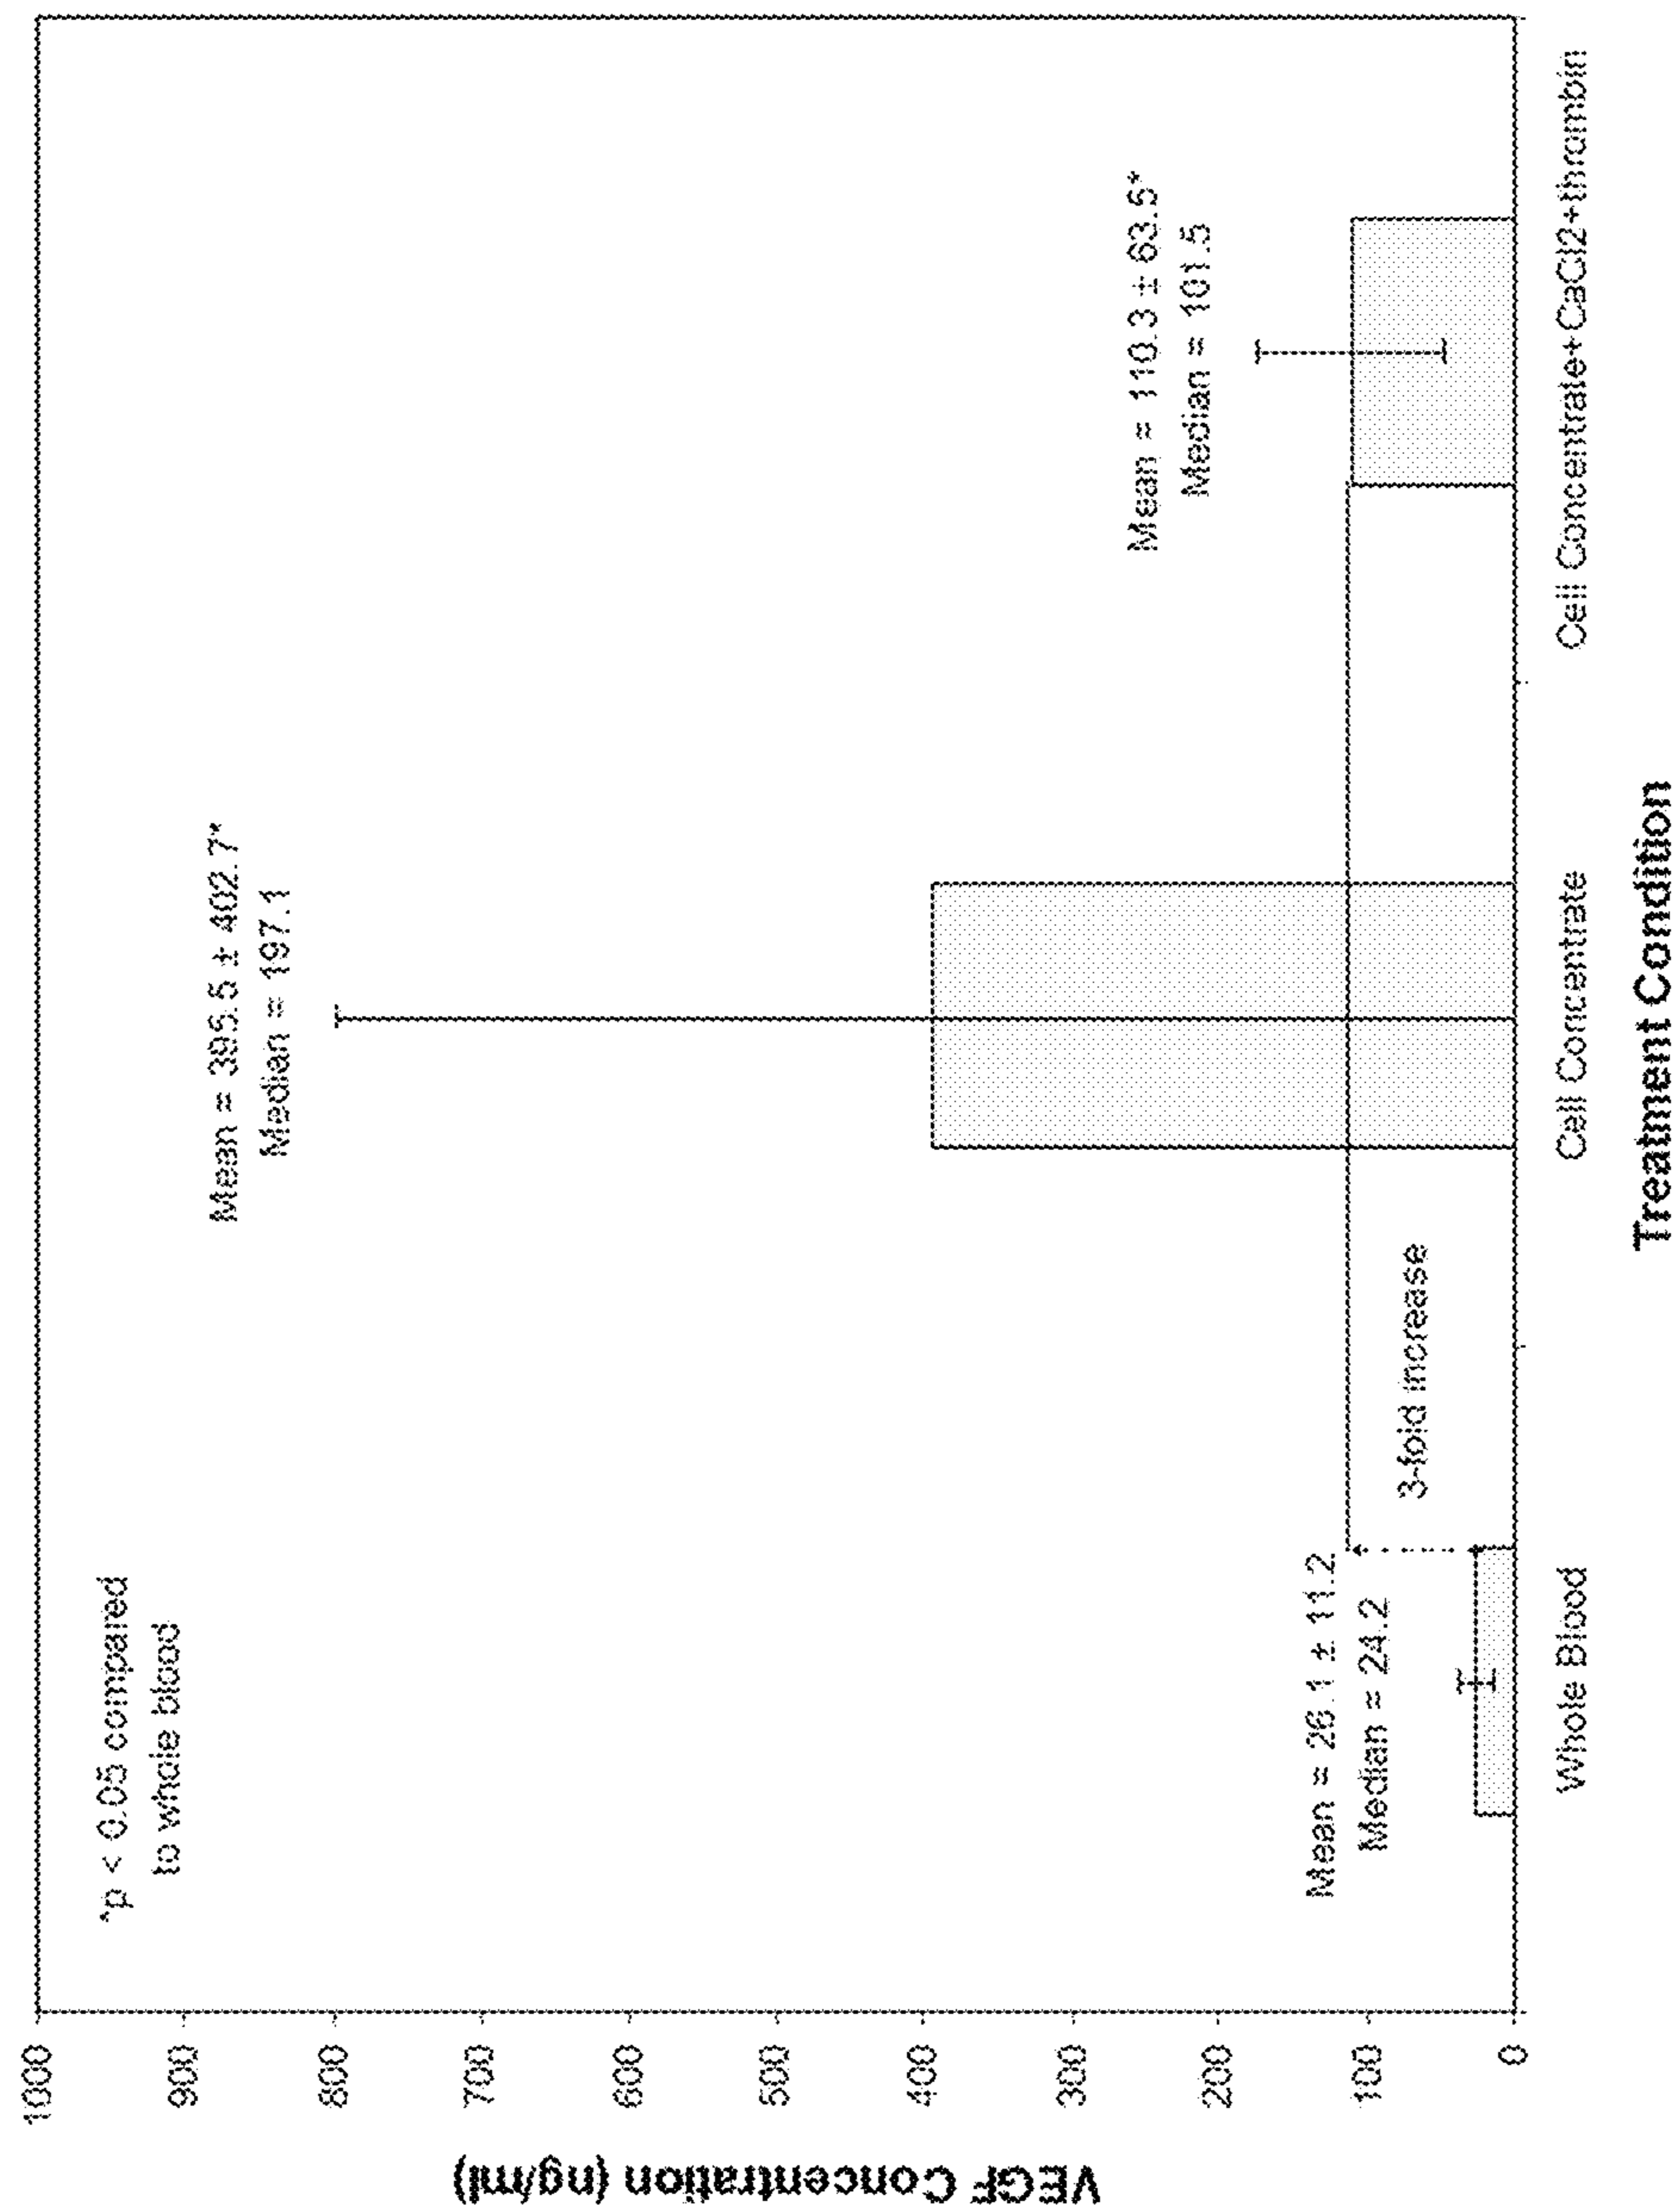 VEGF Concentration (ng/ml)
1000
900
800
700
600
500
400
300
200
100
0
*p < 0.05 compared
to whole blood
Mean = 26.1 ± 11.2
Median = 24.2
3-fold increase
Mean = 395.5 ± 402.7*
Median = 197.1
Mean = 110.3 ± 63.5*
Median = 101.5
Whole Blood
Cell Concentrate
Cell Concentrate+CaCl2+thrombin
Treatment Condition